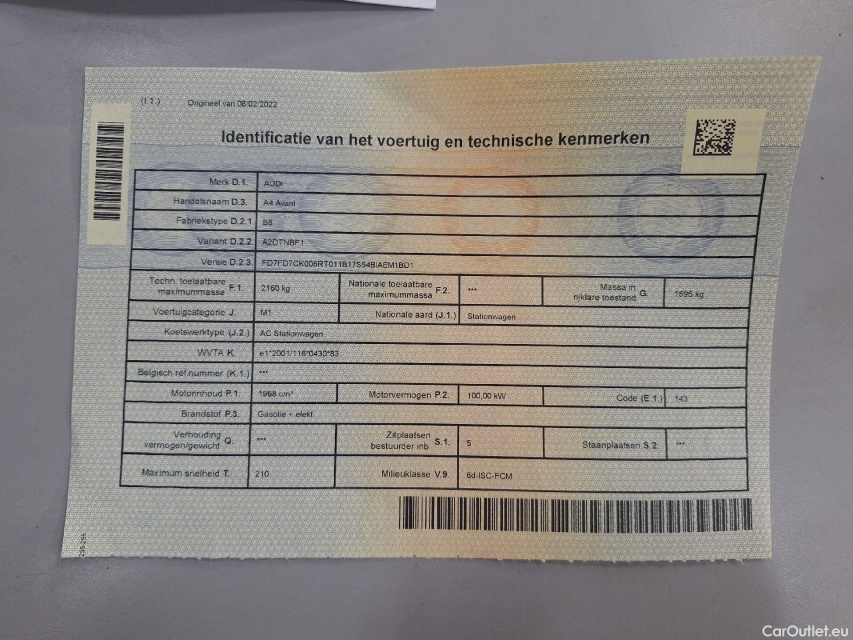 (I.1.) Origineel van 08/02/2022
Identificatie van het voertuig en technische kenmerken
Merk D.1. AUDI
Handelsnaam D.3. A4 Avant
Fabriekstype D.2.1 B8
Variant D.2.2. A2DTNBF1
Versie D.2.3. FD7FD7CK006RT011B17S54BIAEM1BD1
Techn. toelaatbare maximummassa F.1. 2160 kg Nationale toelaatbare maximummassa F.2. *** Massa in rijklare toestand G. 1595 kg
Voertuigcategorie J. M1 Nationale aard (J.1.) Stationwagen
Koetswerktype (J.2.) AC Stationwagen
WVTA K. e1*2001/116*0430*83
Belgisch ref.nummer (K.1.) ***
Motorinhoud P.1. 1968 cm³ Motorvermogen P.2. 100,00 kW Code (E.1.) 143
Brandstof P.3. Gasolie + elekt
Verhouding vermogen/gewicht Q. *** Zitplaatsen bestuurder inb. S.1. 5 Staanplaatsen S.2. ***
Maximum snelheid T. 210 Milieuklasse V.9. 6d-ISC-FCM
CarOutlet.eu